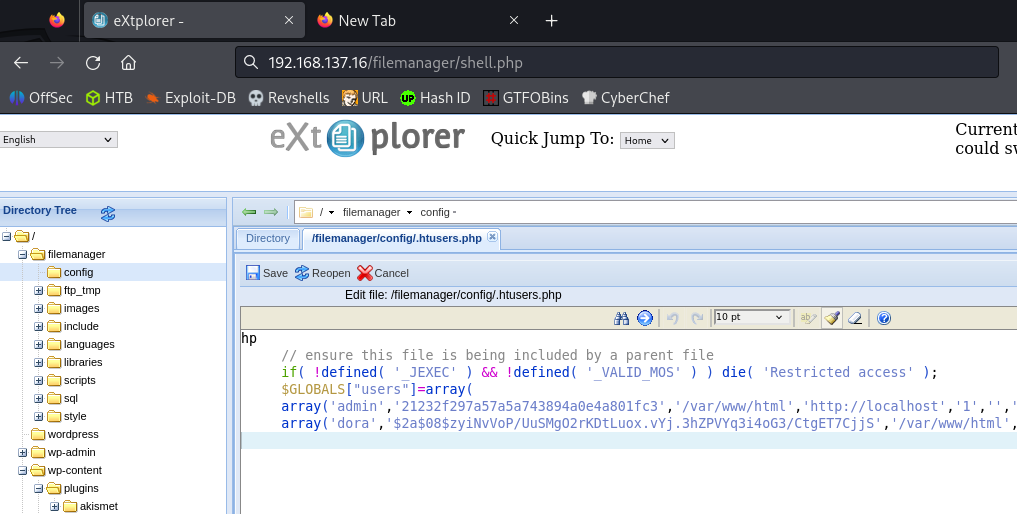 eXtplorer -
New Tab
192.168.137.16/filemanager/shell.php
OffSec HTB Exploit-DB Revshells URL Hash ID GTFOBins CyberChef
English
eXtplorer
Quick Jump To: Home
Current
could sw
Directory Tree
/ filemanager config
Directory /filemanager/config/.htusers.php
/
filemanager
config
ftp_tmp
images
include
languages
libraries
scripts
sql
style
wordpress
wp-admin
wp-content
plugins
akismet
Save Reopen Cancel
Edit file: /filemanager/config/.htusers.php
10 pt
hp
// ensure this file is being included by a parent file
if( !defined( '_JEXEC' ) && !defined( '_VALID_MOS' ) ) die( 'Restricted access' );
$GLOBALS["users"]=array(
array('admin','21232f297a57a5a743894a0e4a801fc3','/var/www/html','http://localhost','1','','
array('dora','$2a$08$zyiNvVoP/UuSMgO2rKDtLuox.vYj.3hZPVYq3i4oG3/CtgET7CjjS','/var/www/html',